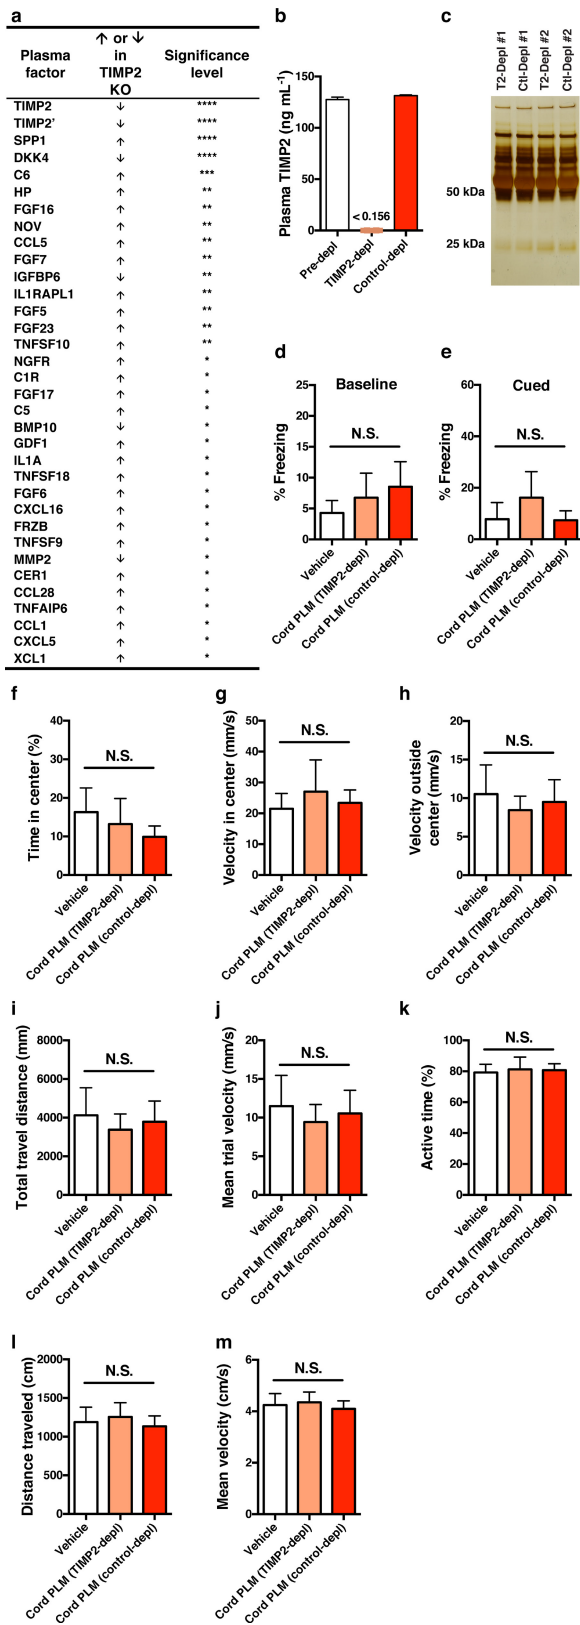 a
Plasma factor
↑ or ↓ in TIMP2 KO
Significance level
TIMP2 ↓ ****
TIMP2' ↓ ****
SPP1 ↑ ****
DKK4 ↓ ****
C6 ↑ ***
HP ↑ **
FGF16 ↑ **
NOV ↑ **
CCL5 ↑ **
FGF7 ↑ **
IGFBP6 ↓ **
IL1RAPL1 ↑ **
FGF5 ↑ **
FGF23 ↑ **
TNFSF10 ↑ **
NGFR ↑ *
C1R ↑ *
FGF17 ↑ *
C5 ↑ *
BMP10 ↓ *
GDF1 ↑ *
IL1A ↑ *
TNFSF18 ↑ *
FGF6 ↑ *
CXCL16 ↑ *
FRZB ↑ *
TNFSF9 ↑ *
MMP2 ↓ *
CER1 ↑ *
CCL28 ↑ *
TNFAIP6 ↑ *
CCL1 ↑ *
CXCL5 ↑ *
XCL1 ↑ *
b
Plasma TIMP2 (ng mL-1)
150
100
50
0
<0.156
Pre-depl
TIMP2-depl
Control-depl
c
T2-Depl #1
Ctl-Depl #1
T2-Depl #2
Ctl-Depl #2
50 kDa
25 kDa
d
Baseline
% Freezing
25
20
15
10
5
0
N.S.
Vehicle
Cord PLM (TIMP2-depl)
Cord PLM (control-depl)
e
Cued
% Freezing
60
40
20
0
N.S.
Vehicle
Cord PLM (TIMP2-depl)
Cord PLM (control-depl)
f
Time in center (%)
40
30
20
10
0
N.S.
Vehicle
Cord PLM (TIMP2-depl)
Cord PLM (control-depl)
g
Velocity in center (mm/s)
50
40
30
20
10
0
N.S.
Vehicle
Cord PLM (TIMP2-depl)
Cord PLM (control-depl)
h
Velocity outside
center (mm/s)
20
15
10
5
0
N.S.
Vehicle
Cord PLM (TIMP2-depl)
Cord PLM (control-depl)
i
Total travel distance (mm)
8000
6000
4000
2000
0
N.S.
Vehicle
Cord PLM (TIMP2-depl)
Cord PLM (control-depl)
j
Mean trial velocity (mm/s)
20
15
10
5
0
N.S.
Vehicle
Cord PLM (TIMP2-depl)
Cord PLM (control-depl)
k
Active time (%)
100
80
60
40
20
0
N.S.
Vehicle
Cord PLM (TIMP2-depl)
Cord PLM (control-depl)
l
Distance traveled (cm)
2000
1500
1000
500
0
N.S.
Vehicle
Cord PLM (TIMP2-depl)
Cord PLM (control-depl)
m
Mean velocity (cm/s)
6
4
2
0
N.S.
Vehicle
Cord PLM (TIMP2-depl)
Cord PLM (control-depl)